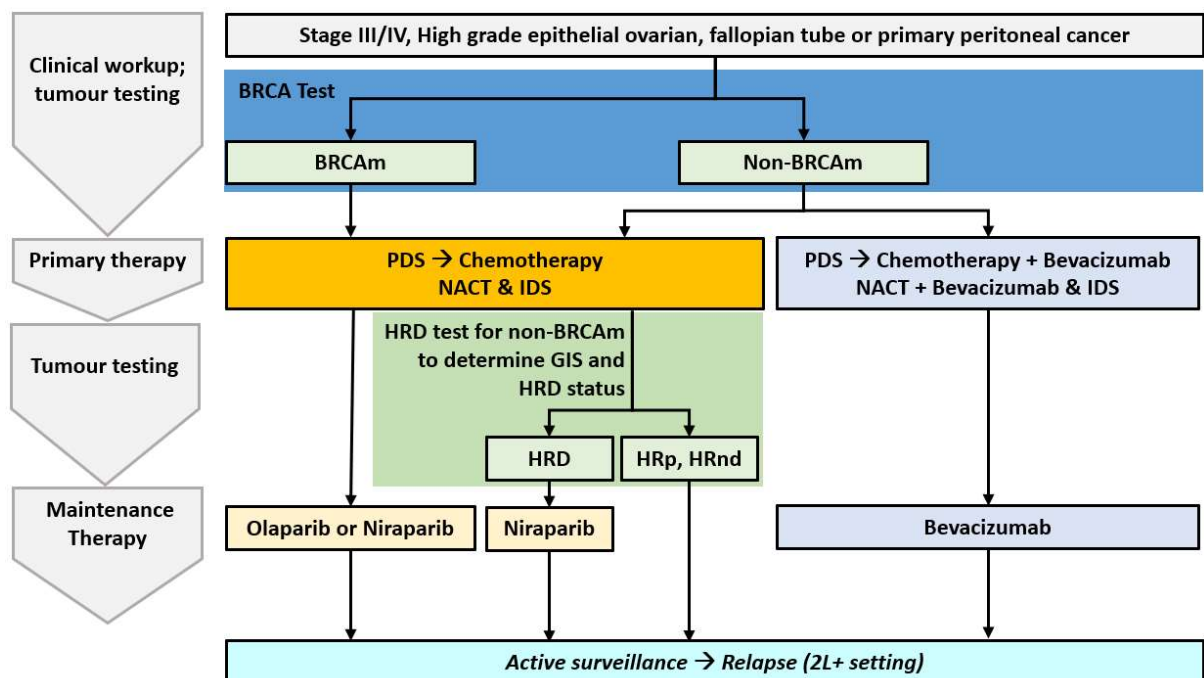 Stage III/IV, High grade epithelial ovarian, fallopian tube or primary peritoneal cancer
Clinical workup;
tumour testing
BRCA Test
BRCAm
Non-BRCAm
Primary therapy
PDS → Chemotherapy
NACT & IDS
PDS → Chemotherapy + Bevacizumab
NACT + Bevacizumab & IDS
Tumour testing
HRD test for non-BRCAm
to determine GIS and
HRD status
HRD
HRp, HRnd
Maintenance
Therapy
Olaparib or Niraparib
Niraparib
Bevacizumab
Active surveillance → Relapse (2L+ setting)